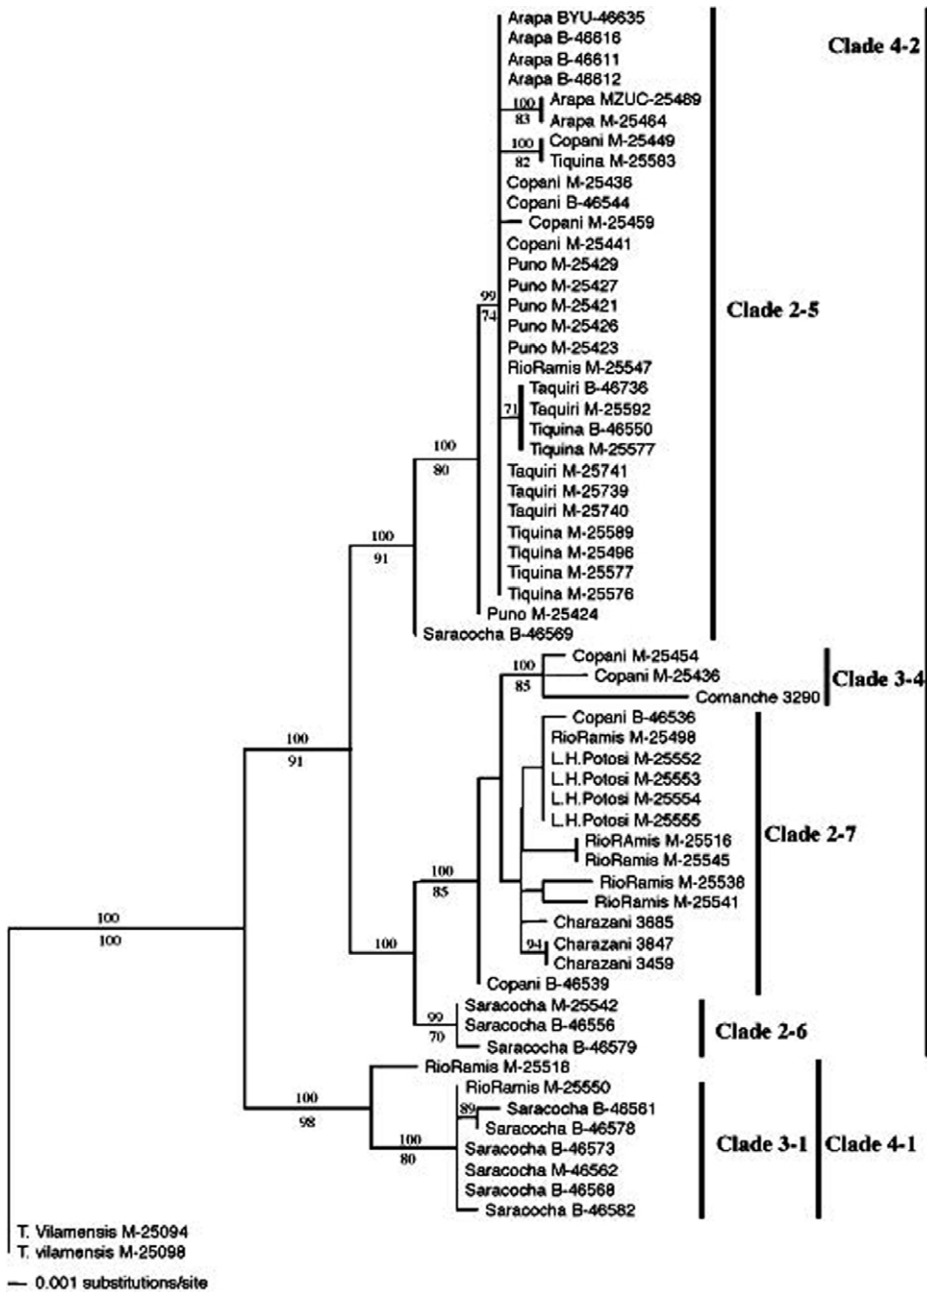 Arapa BYU-46635
Arapa B-46616
Clade 4-2
Arapa B-46611
Arapa B-46612
100
Arapa MZUC-25489
83
Arapa M-25464
100
Copani M-25449
82
Tiquina M-25583
Copani M-25436
Copani B-46544
Copani M-25459
Copani M-25441
Puno M-25429
Puno M-25427
99
Puno M-25421
Clade 2-5
74
Puno M-25426
Puno M-25423
RioRamis M-25547
Taquiri B-46736
71
Taquiri M-25592
Tiquina B-46550
100
Tiquina M-25577
80
Taquiri M-25741
Taquiri M-25739
Taquiri M-25740
100
Tiquina M-25589
91
Tiquina M-25496
Tiquina M-25577
Tiquina M-25576
Puno M-25424
Saracocha B-46569
Copani M-25454
100
Copani M-25436
Clade 3-4
85
Comanche 3290
Copani B-46536
100
RioRamis M-25498
91
L.H.Potosi M-25552
L.H.Potosi M-25553
L.H.Potosi M-25554
L.H.Potosi M-25555
Clade 2-7
RioRAmis M-25516
RioRamis M-25545
100
RioRamis M-25538
85
RioRamis M-25541
100
100
Charazani 3685
100
94
Charazani 3847
Charazani 3459
Copani B-46539
Saracocha M-25542
99
Saracocha B-46556
Clade 2-6
70
Saracocha B-46579
RioRamis M-25518
100
RioRamis M-25550
98
89
Saracocha B-46561
Saracocha B-46578
100
Saracocha B-46573
Clade 3-1
Clade 4-1
80
Saracocha M-46562
Saracocha B-46568
Saracocha B-46582
T. Vilamensis M-25094
T. vilamensis M-25098
0.001 substitutions/site